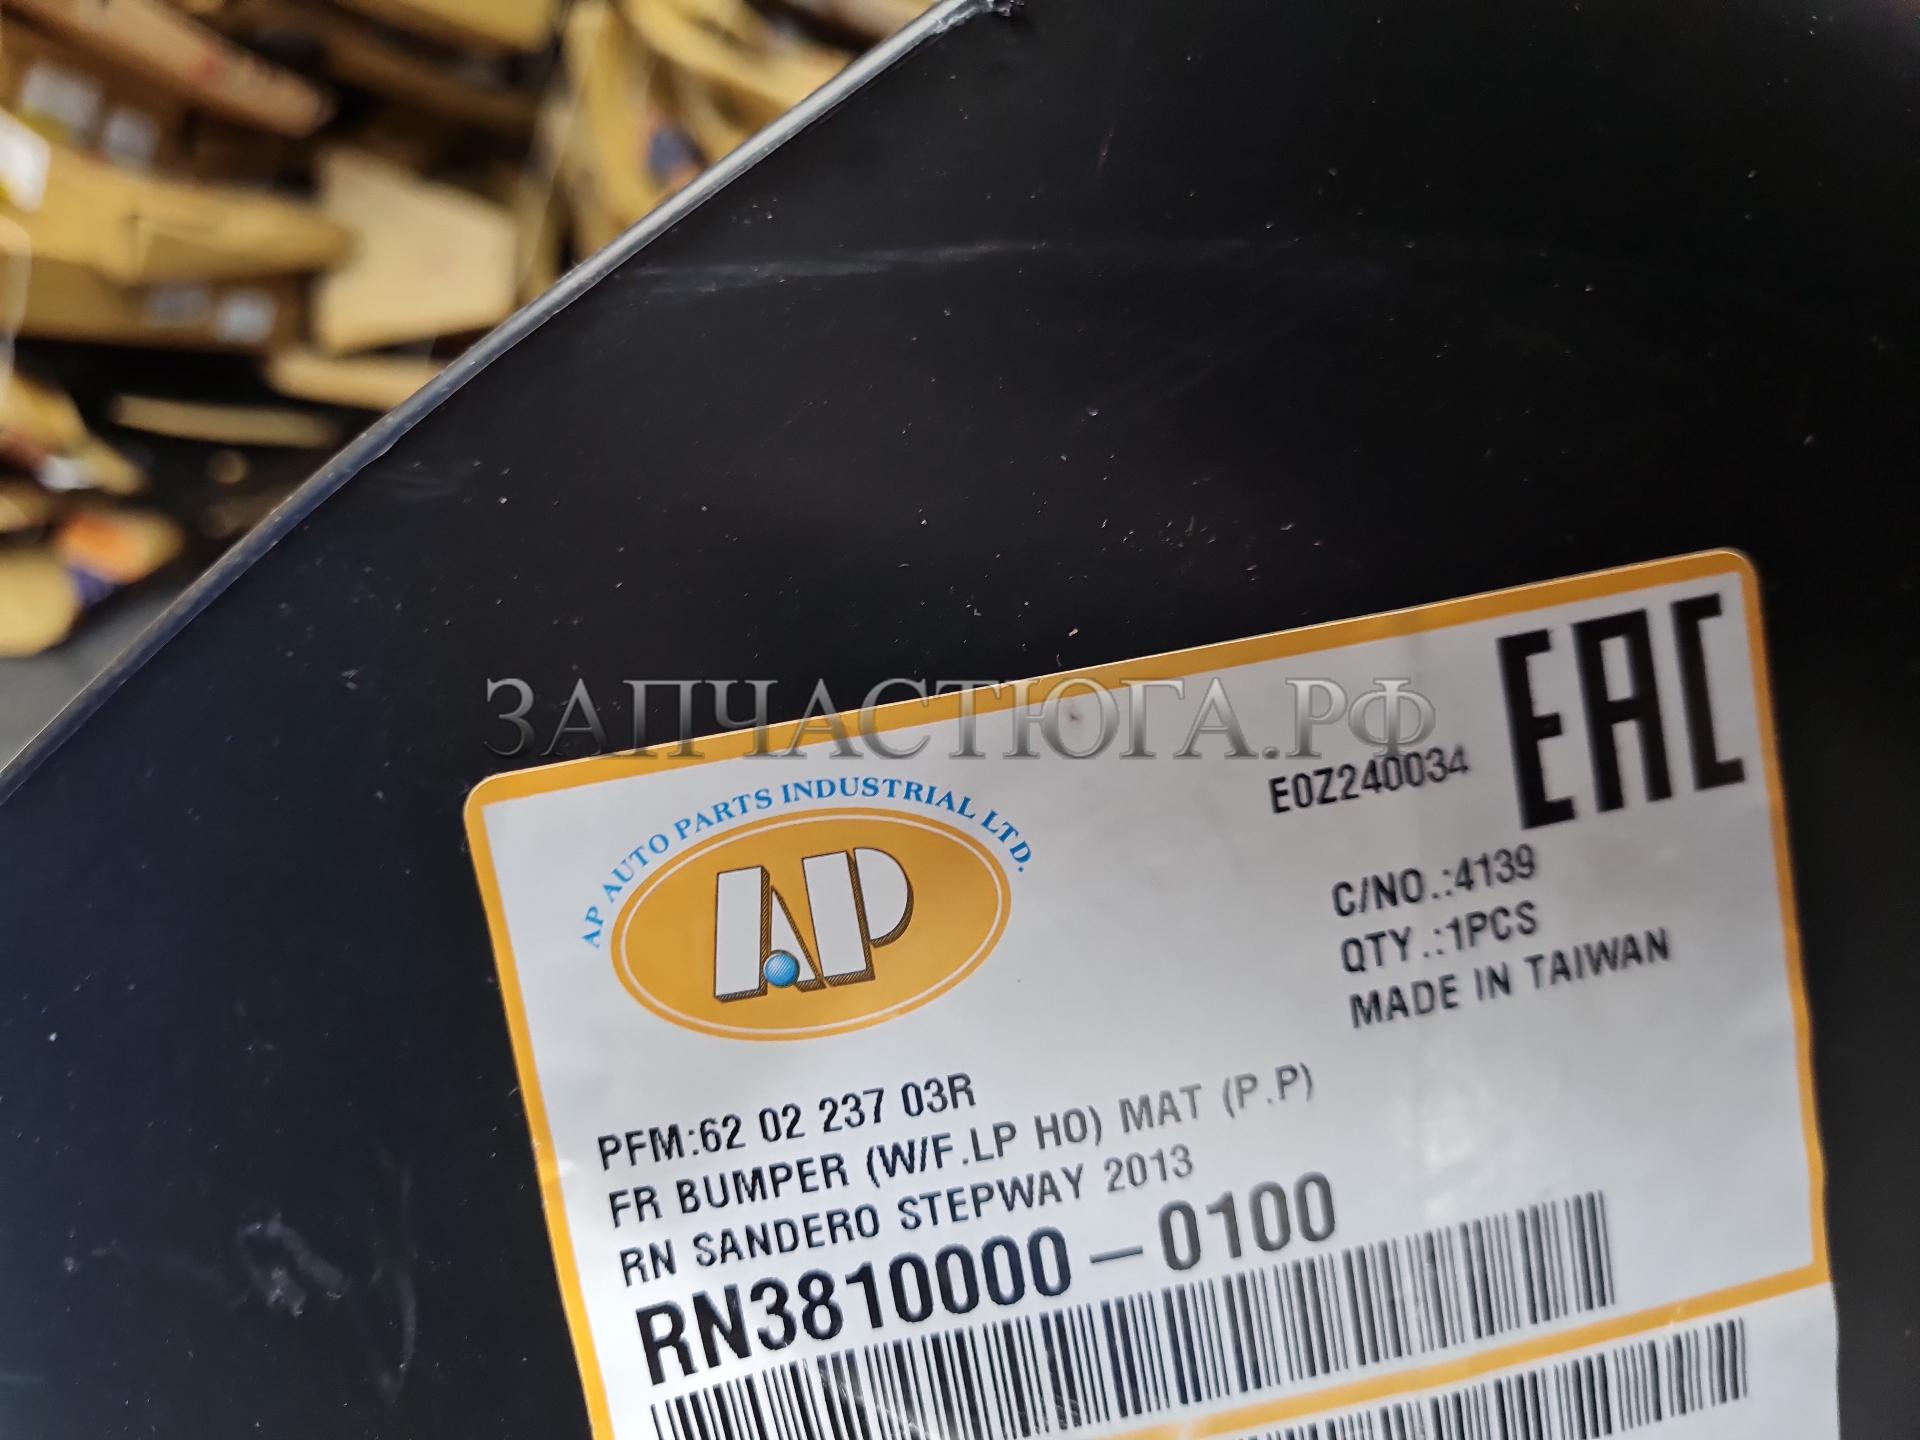 ЗАПЧАСТЮГА.РФ
EAC
E0Z240034
AP AUTO PARTS INDUSTRIAL LTD.
AP
C/NO.:4139
QTY.:1PCS
MADE IN TAIWAN
PFM:62 02 237 03R
FR BUMPER (W/F.LP HO) MAT (P.P)
RN SANDERO STEPWAY 2013
RN3810000-0100